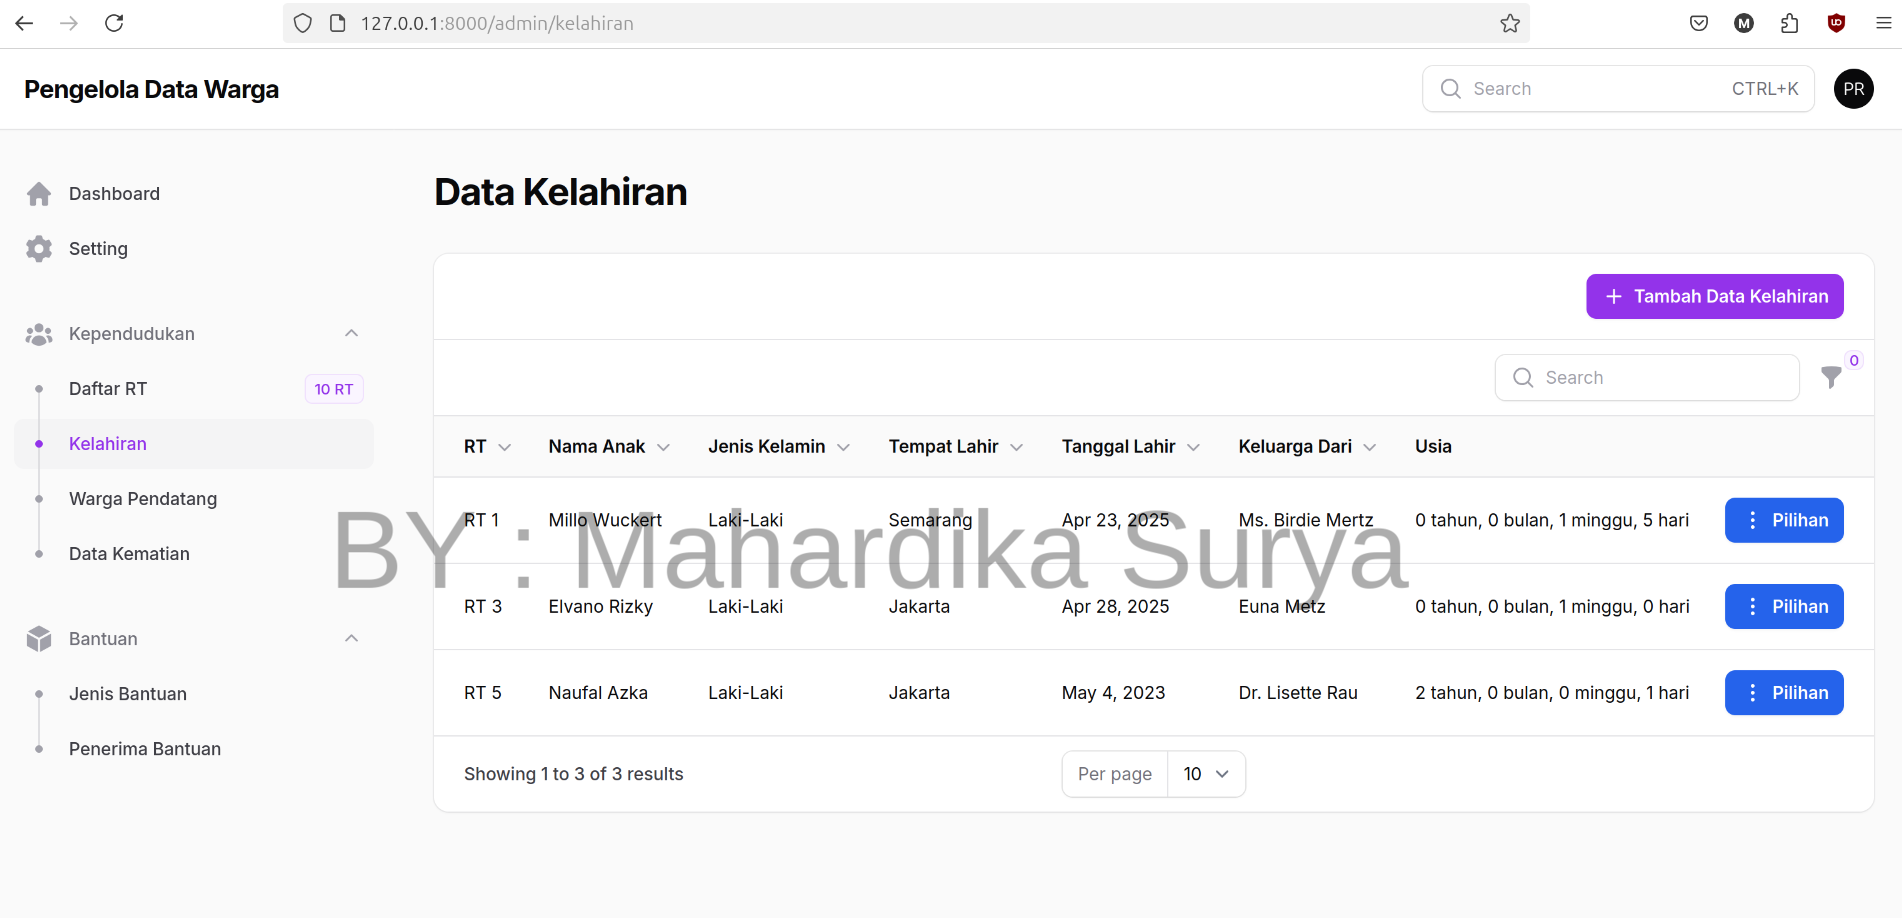 127.0.0.1:8000/admin/kelahiran
M
Pengelola Data Warga
Search CTRL+K
PR
Dashboard
Setting
Kependudukan
Daftar RT 10 RT
Kelahiran
Warga Pendatang
Data Kematian
Bantuan
Jenis Bantuan
Penerima Bantuan
Data Kelahiran
Tambah Data Kelahiran
Search 0
RT Nama Anak Jenis Kelamin Tempat Lahir Tanggal Lahir Keluarga Dari Usia
RT 1 Millo Wuckert Laki-Laki Semarang Apr 23, 2025 Ms. Birdie Mertz 0 tahun, 0 bulan, 1 minggu, 5 hari Pilihan
BY : Mahardika Surya
RT 3 Elvano Rizky Laki-Laki Jakarta Apr 28, 2025 Euna Metz 0 tahun, 0 bulan, 1 minggu, 0 hari Pilihan
RT 5 Naufal Azka Laki-Laki Jakarta May 4, 2023 Dr. Lisette Rau 2 tahun, 0 bulan, 0 minggu, 1 hari Pilihan
Showing 1 to 3 of 3 results Per page 10